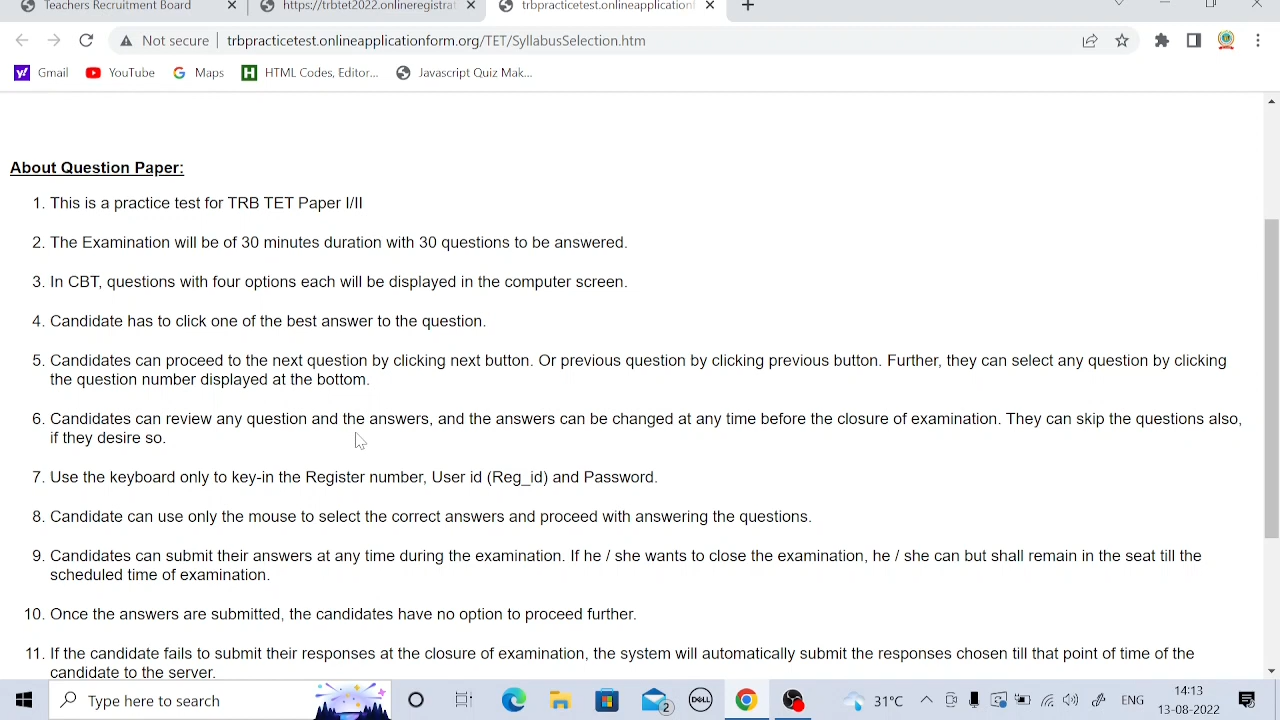 Teachers Recruitment Board
https://trbtet2022.onlineregistrat
trbpracticetest.onlineapplication
Not secure
trbpracticetest.onlineapplicationform.org/TET/SyllabusSelection.htm
Gmail
YouTube
Maps
HTML Codes, Editor...
Javascript Quiz Mak...
About Question Paper:
1. This is a practice test for TRB TET Paper I/II
2. The Examination will be of 30 minutes duration with 30 questions to be answered.
3. In CBT, questions with four options each will be displayed in the computer screen.
4. Candidate has to click one of the best answer to the question.
5. Candidates can proceed to the next question by clicking next button. Or previous question by clicking previous button. Further, they can select any question by clicking
the question number displayed at the bottom.
6. Candidates can review any question and the answers, and the answers can be changed at any time before the closure of examination. They can skip the questions also,
if they desire so.
7. Use the keyboard only to key-in the Register number, User id (Reg_id) and Password.
8. Candidate can use only the mouse to select the correct answers and proceed with answering the questions.
9. Candidates can submit their answers at any time during the examination. If he / she wants to close the examination, he / she can but shall remain in the seat till the
scheduled time of examination.
10. Once the answers are submitted, the candidates have no option to proceed further.
11. If the candidate fails to submit their responses at the closure of examination, the system will automatically submit the responses chosen till that point of time of the
candidate to the server.
Type here to search
2
DELL
31°C
ENG
14:13
13-08-2022